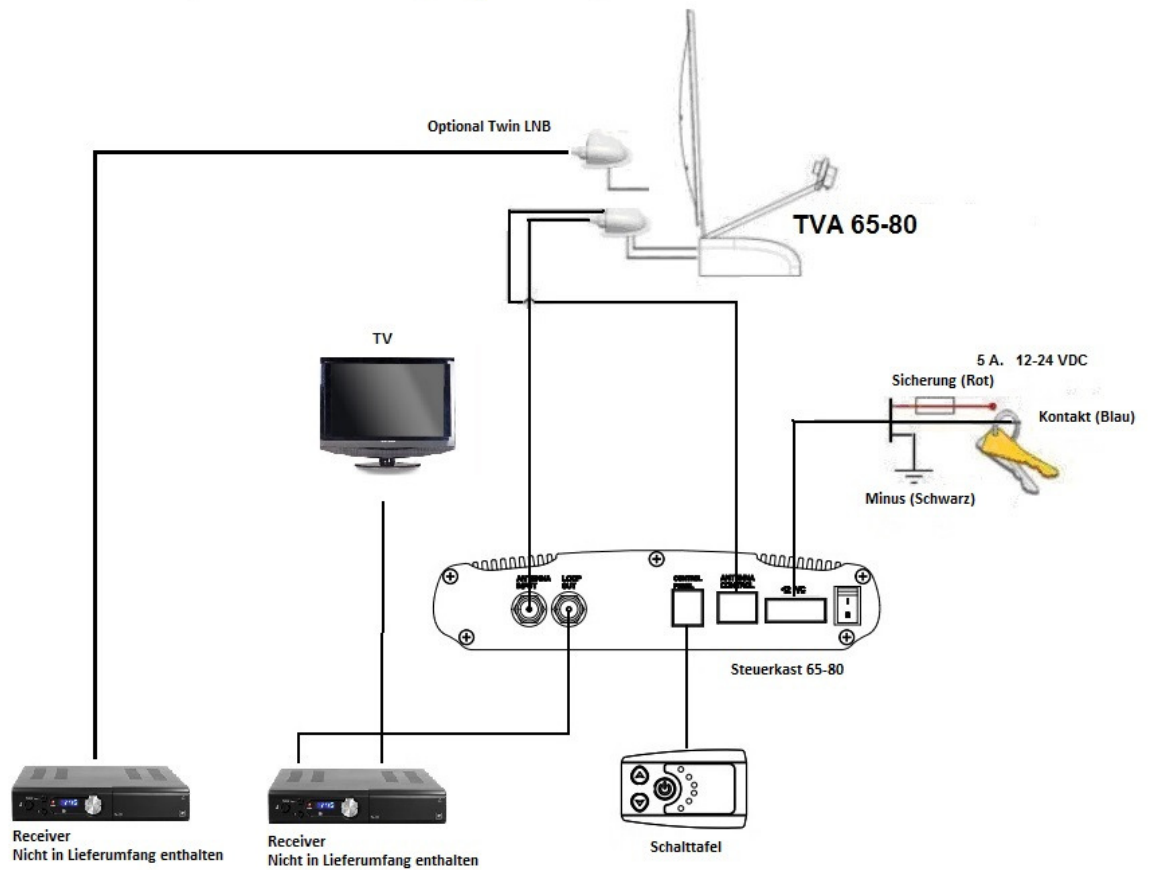 Optional Twin LNB
TVA 65-80
TV
5 A. 12-24 VDC
Sicherung (Rot)
Kontakt (Blau)
Minus (Schwarz)
ANTENNA
INPUT
LOOP
OUT
CONTROL
PANEL
ANTENNA
CONTROL
Steuerkast 65-80
Receiver
Nicht in Lieferumfang enthalten
Receiver
Nicht in Lieferumfang enthalten
Schalttafel